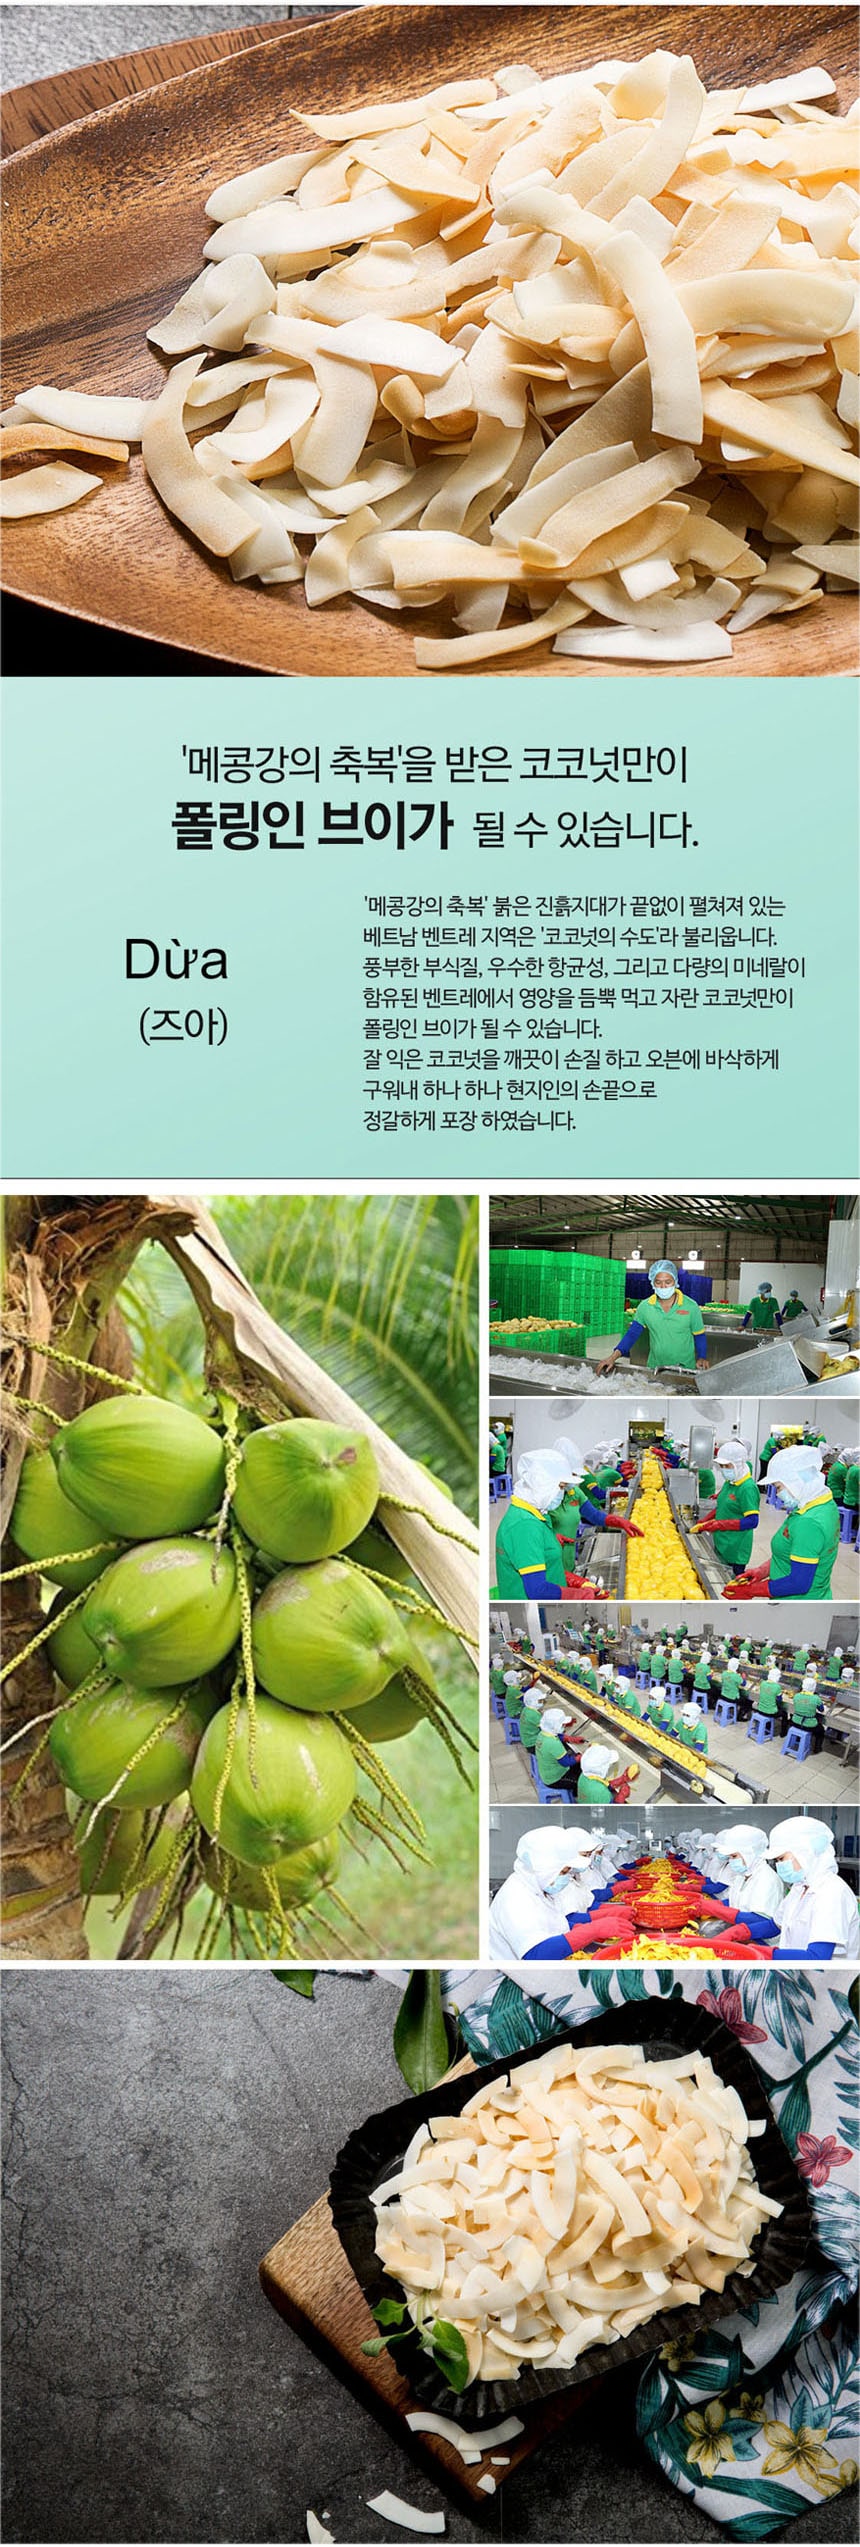 '메콩강의 축복'을 받은 코코넛만이
폴링인 브이가 될 수 있습니다.
Dừa
(즈아)
'메콩강의 축복' 붉은 진흙지대가 끝없이 펼쳐져 있는
베트남 벤트레 지역은 '코코넛의 수도'라 불리웁니다.
풍부한 부식질, 우수한 항균성, 그리고 다량의 미네랄이
함유된 벤트레에서 영양을 듬뿍 먹고 자란 코코넛만이
폴링인 브이가 될 수 있습니다.
잘 익은 코코넛을 깨끗이 손질 하고 오븐에 바삭하게
구워내 하나 하나 현지인의 손끝으로
정갈하게 포장 하였습니다.